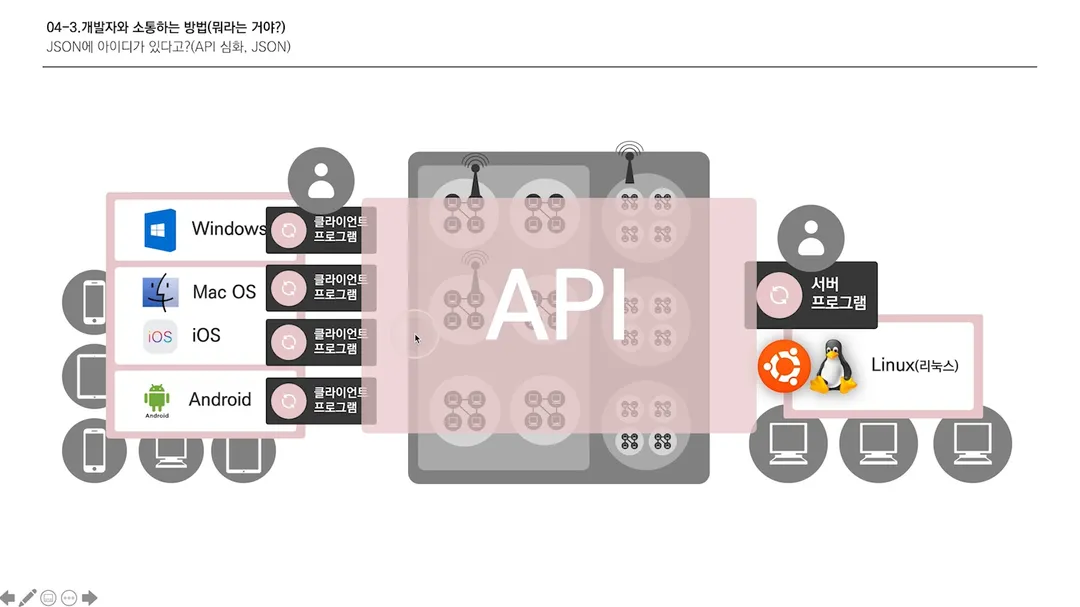 04-3.개발자와 소통하는 방법(뭐라는 거야?)
JSON에 아이디가 있다고?(API 심화, JSON)
Windows
클라이언트
프로그램
Mac OS
클라이언트
프로그램
iOS
iOS
클라이언트
프로그램
Android
Android
클라이언트
프로그램
API
서버
프로그램
Linux(리눅스)